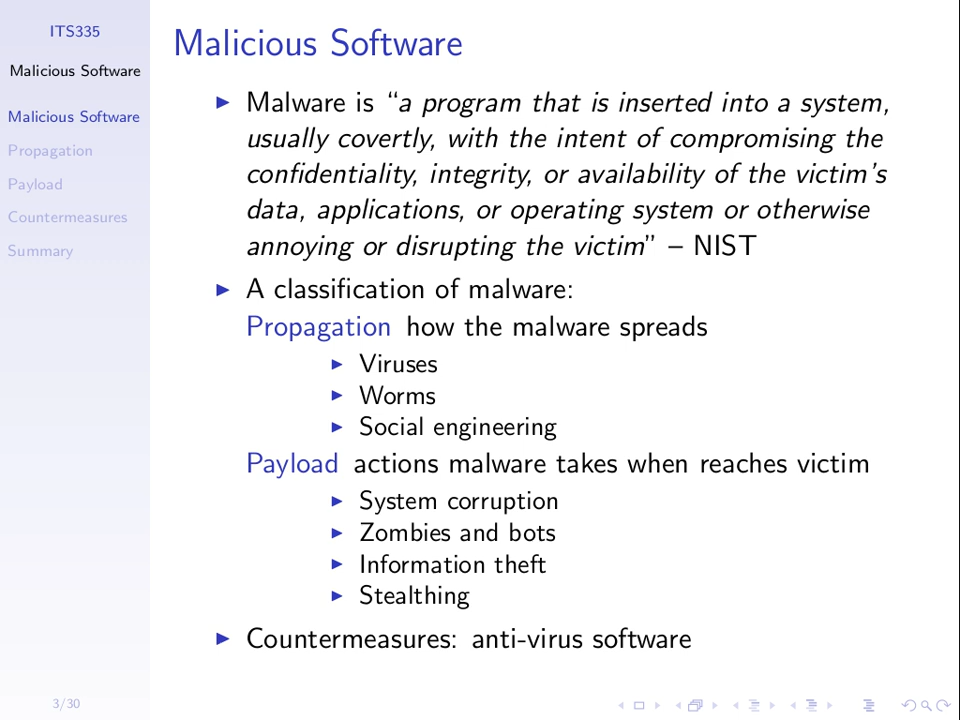 ITS335
Malicious Software
Malicious Software
Propagation
Payload
Countermeasures
Summary
3/30
Malicious Software
Malware is “a program that is inserted into a system,
usually covertly, with the intent of compromising the
confidentiality, integrity, or availability of the victim’s
data, applications, or operating system or otherwise
annoying or disrupting the victim” – NIST
A classification of malware:
Propagation how the malware spreads
Viruses
Worms
Social engineering
Payload actions malware takes when reaches victim
System corruption
Zombies and bots
Information theft
Stealthing
Countermeasures: anti-virus software